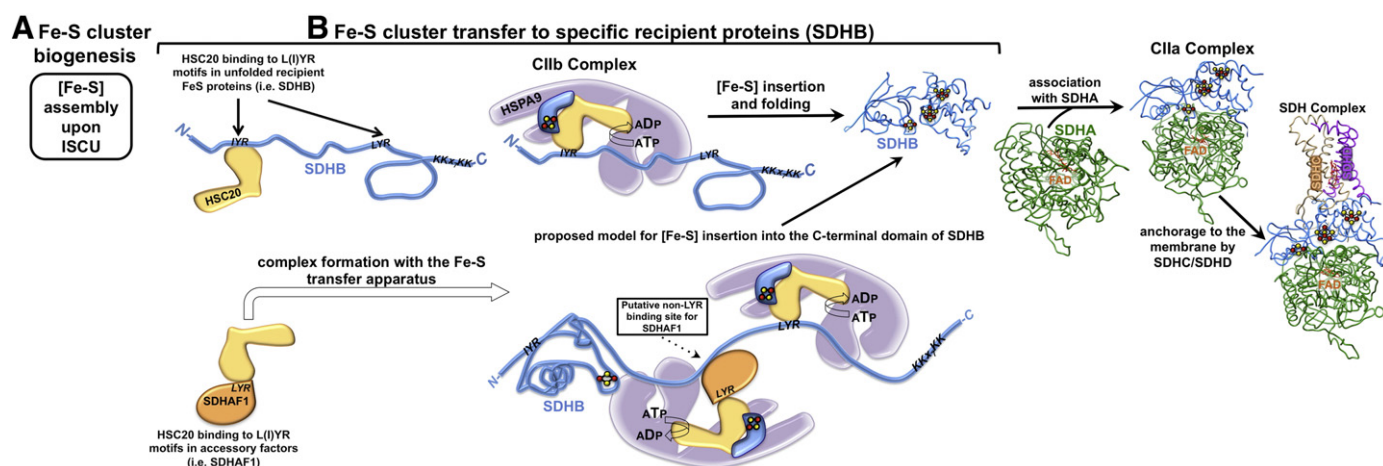 A Fe-S cluster
biogenesis
[Fe-S]
assembly
upon
ISCU
B Fe-S cluster transfer to specific recipient proteins (SDHB)
HSC20 binding to L(I)YR
motifs in unfolded recipient
FeS proteins (i.e. SDHB)
N-
IYR
SDHB
LYR
KKx7KK-C
HSC20
CIIb Complex
HSPA9
ADP
ATP
N-
IYR
LYR
KKx7KK-C
[Fe-S] insertion
and folding
SDHB
association
with SDHA
SDHA
FAD
CIIa Complex
FAD
anchorage to the
membrane by
SDHC/SDHD
SDH Complex
SDHC
SDHD
FAD
proposed model for [Fe-S] insertion into the C-terminal domain of SDHB
complex formation with the Fe-S
transfer apparatus
LYR
SDHAF1
HSC20 binding to L(I)YR
motifs in accessory factors
(i.e. SDHAF1)
Putative non-LYR
binding site for
SDHAF1
N-
IYR
SDHB
ATP
ADP
LYR
LYR
ADP
ATP
KKx7KK
-C